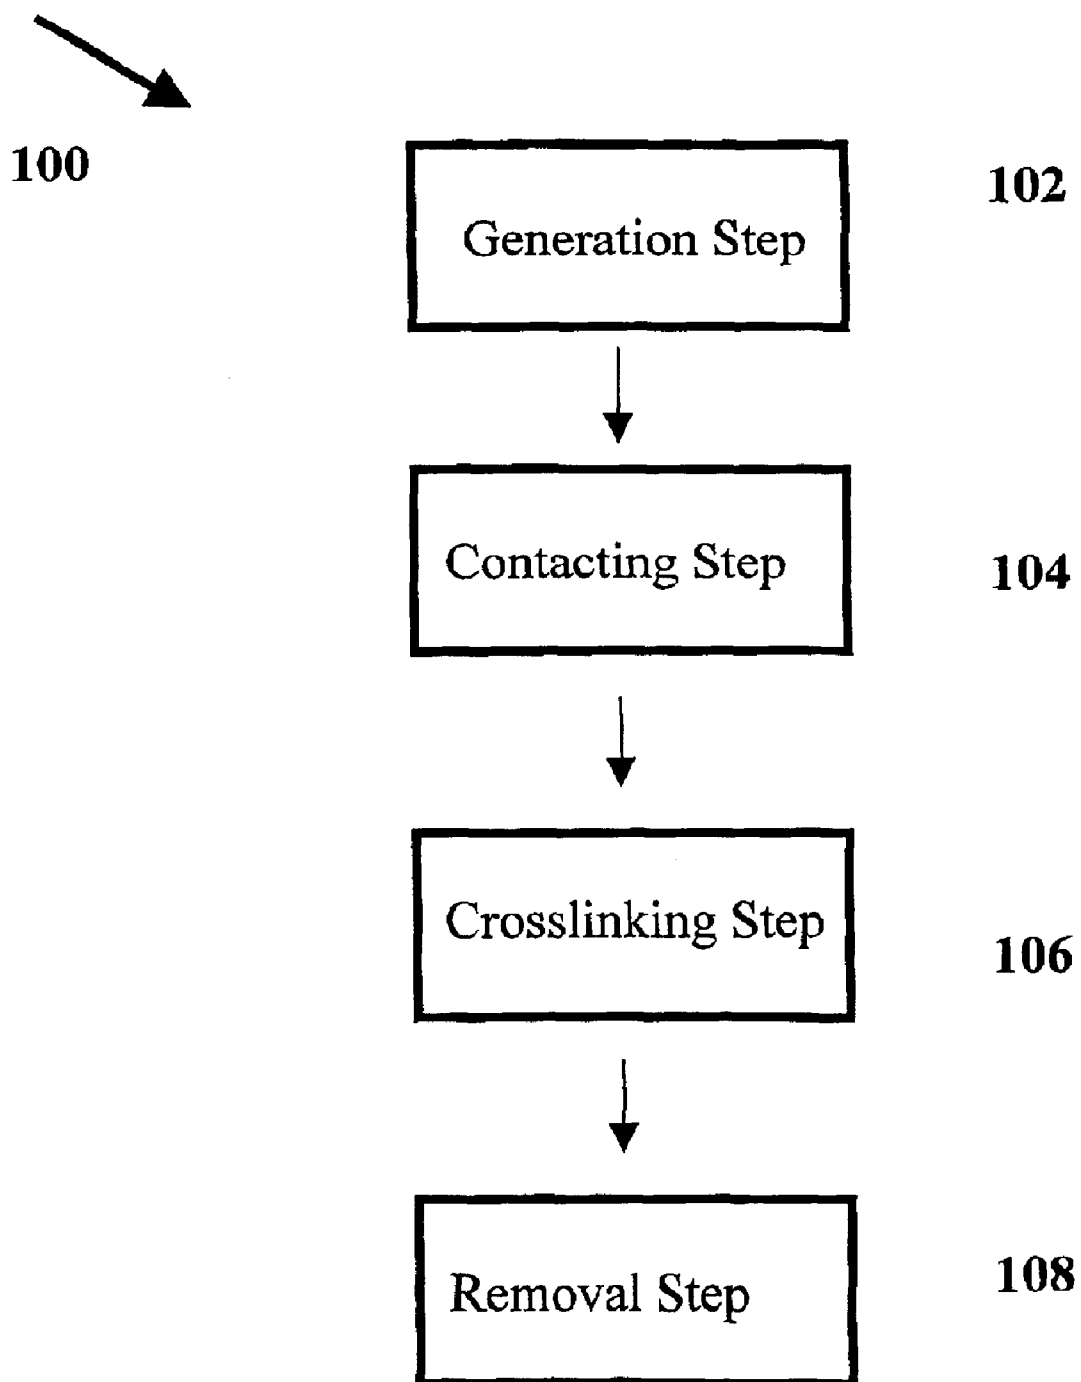 100
102
Generation Step
Contacting Step
104
Crosslinking Step
106
Removal Step
108